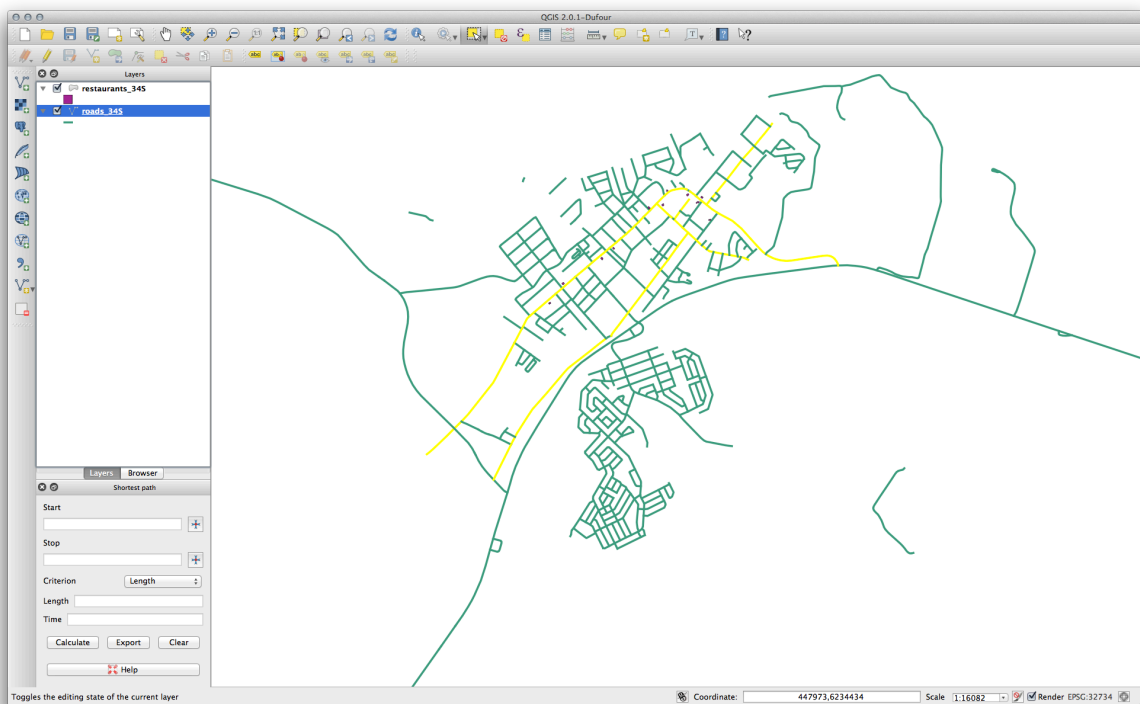 QGIS 2.0.1-Dufour
Layers
restaurants_34S
roads_34S
Layers Browser
Shortest path
Start
Stop
Criterion Length
Length
Time
Calculate Export Clear
Help
Toggles the editing state of the current layer
Coordinate: 447973,6234434 Scale 1:16082 Render EPSG:32734